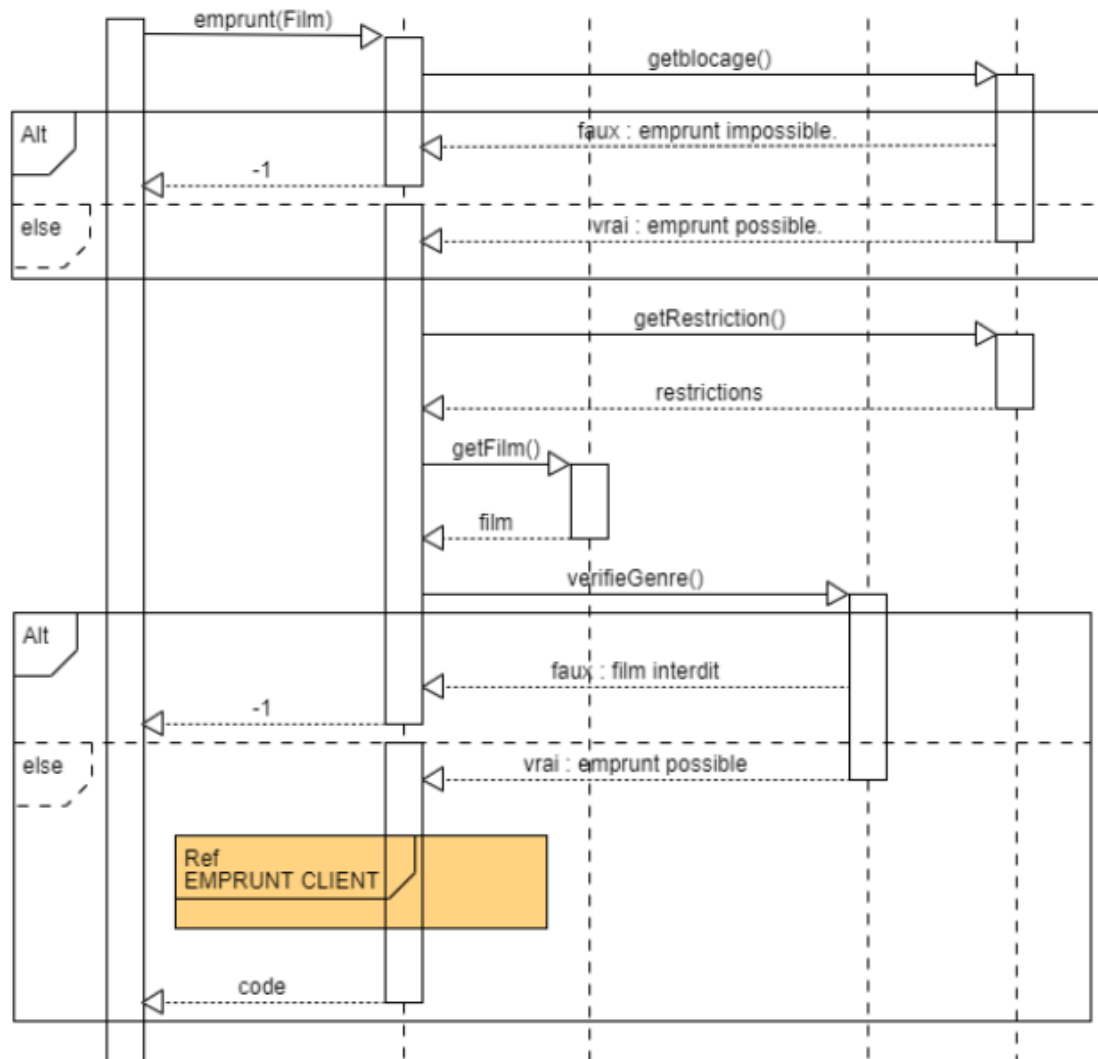 emprunt(Film)
getblocage()
Alt
faux : emprunt impossible.
-1
else
vrai : emprunt possible.
getRestriction()
restrictions
getFilm()
film
verifieGenre()
Alt
faux : film interdit
-1
else
vrai : emprunt possible
Ref
EMPRUNT CLIENT
code